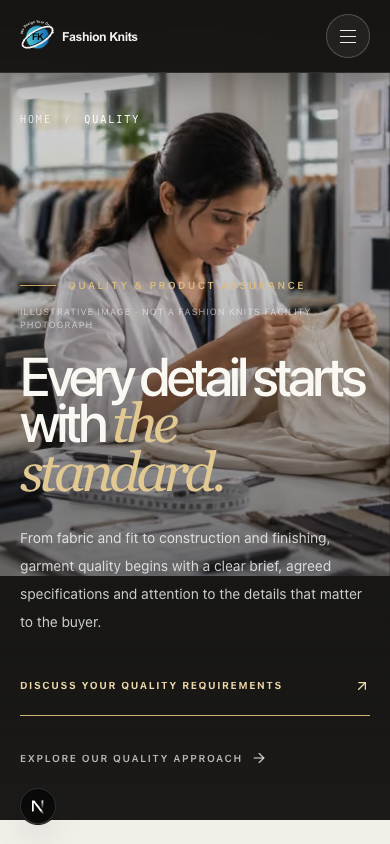 FK
Fashion Knits
HOME / QUALITY
QUALITY & PRODUCT ASSURANCE
ILLUSTRATIVE IMAGE · NOT A FASHION KNITS FACILITY
PHOTOGRAPH
Every detail starts
with the
standard.
From fabric and fit to construction and finishing,
garment quality begins with a clear brief, agreed
specifications and attention to the details that matter
to the buyer.
DISCUSS YOUR QUALITY REQUIREMENTS
EXPLORE OUR QUALITY APPROACH
N